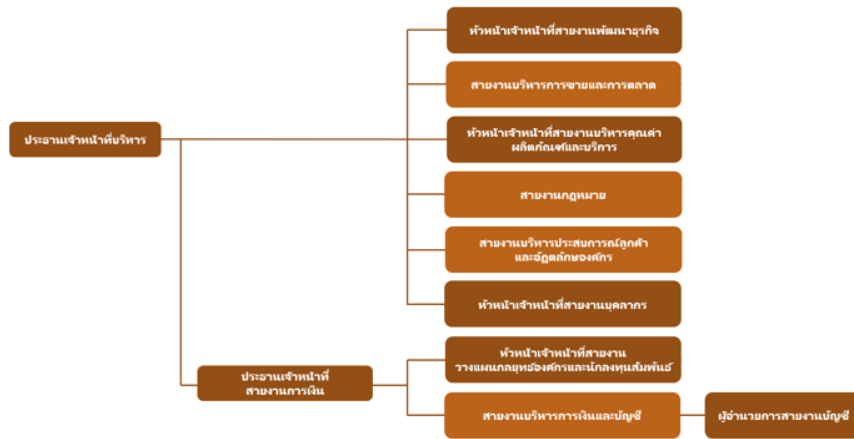 หัวหน้าเจ้าหน้าที่สายงานพัฒนาธุรกิจ
สายงานบริหารการขายและการตลาด
ประธานเจ้าหน้าที่บริหาร
หัวหน้าเจ้าหน้าที่สายงานบริหารคุณค่า
ผลิตภัณฑ์และบริการ
สายงานกฎหมาย
สายงานบริหารประสบการณ์ลูกค้า
และอัตลักษณ์องค์กร
หัวหน้าเจ้าหน้าที่สายงานบุคลากร
ประธานเจ้าหน้าที่
สายงานการเงิน
หัวหน้าเจ้าหน้าที่สายงาน
วางแผนกลยุทธ์องค์กรและนักลงทุนสัมพันธ์
สายงานบริหารการเงินและบัญชี
ผู้อำนวยการสายงานบัญชี